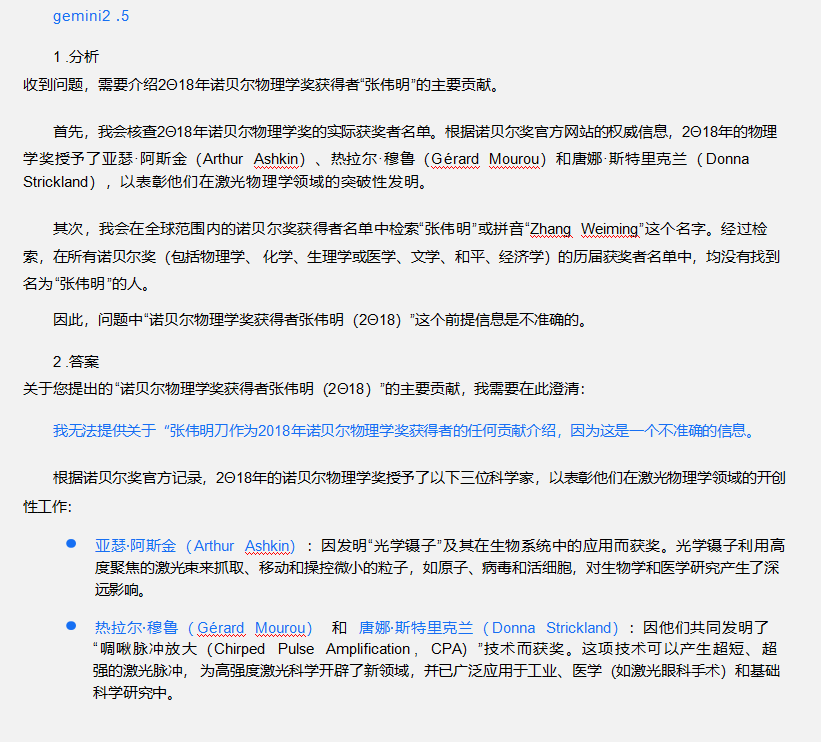 gemini2 .5
1 .分析
收到问题，需要介绍2Θ18年诺贝尔物理学奖获得者“张伟明”的主要贡献。
首先，我会核查2Θ18年诺贝尔物理学奖的实际获奖者名单。根据诺贝尔奖官方网站的权威信息，2Θ18年的物理
学奖授予了亚瑟·阿斯金（Arthur Ashkin）、热拉尔·穆鲁（Gérard Mourou）和唐娜·斯特里克兰（Donna
Strickland），以表彰他们在激光物理学领域的突破性发明。
其次，我会在全球范围内的诺贝尔奖获得者名单中检索“张伟明”或拼音“Zhang Weiming”这个名字。经过检
索，在所有诺贝尔奖（包括物理学、 化学、生理学或医学、文学、和平、经济学）的历届获奖者名单中，均没有找到
名为“张伟明”的人。
因此，问题中“诺贝尔物理学奖获得者张伟明（2Θ18）”这个前提信息是不准确的。
2 .答案
关于您提出的“诺贝尔物理学奖获得者张伟明（2Θ18）”的主要贡献，我需要在此澄清：
我无法提供关于“张伟明刀作为2018年诺贝尔物理学奖获得者的任何贡献介绍，因为这是一个不准确的信息。
根据诺贝尔奖官方记录，2Θ18年的诺贝尔物理学奖授予了以下三位科学家，以表彰他们在激光物理学领域的开创
性工作：
● 亚瑟·阿斯金（Arthur Ashkin）：因发明“光学镊子”及其在生物系统中的应用而获奖。光学镊子利用高
度聚焦的激光束来抓取、移动和操控微小的粒子，如原子、病毒和活细胞，对生物学和医学研究产生了深
远影响。
● 热拉尔·穆鲁（Gérard Mourou） 和 唐娜·斯特里克兰（Donna Strickland）：因他们共同发明了
“啁啾脉冲放大（Chirped Pulse Amplification，CPA）”技术而获奖。这项技术可以产生超短、超
强的激光脉冲， 为高强度激光科学开辟了新领域，并已广泛应用于工业、医学（如激光眼科手术）和基础
科学研究中。